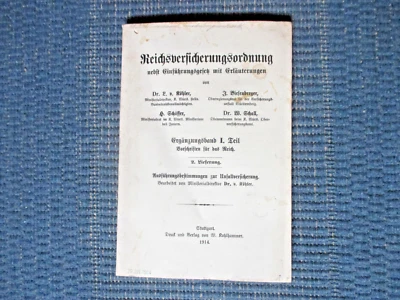 Reichsversicherungsordnung
nebst Einführungsgesetz mit Erläuterungen
von
Dr. L. v. Köhler,
J. Biesenberger,
H. Schäffer,
Dr. W. Schall,
Ergänzungsband I. Teil
Vorschriften für das Reich.
2. Lieferung.
Ausführungsbestimmungen zur Unfallversicherung.
Bearbeitet von Ministerialdirektor Dr. v. Köhler.
Stuttgart.
Druck und Verlag von W. Kohlhammer.
1914